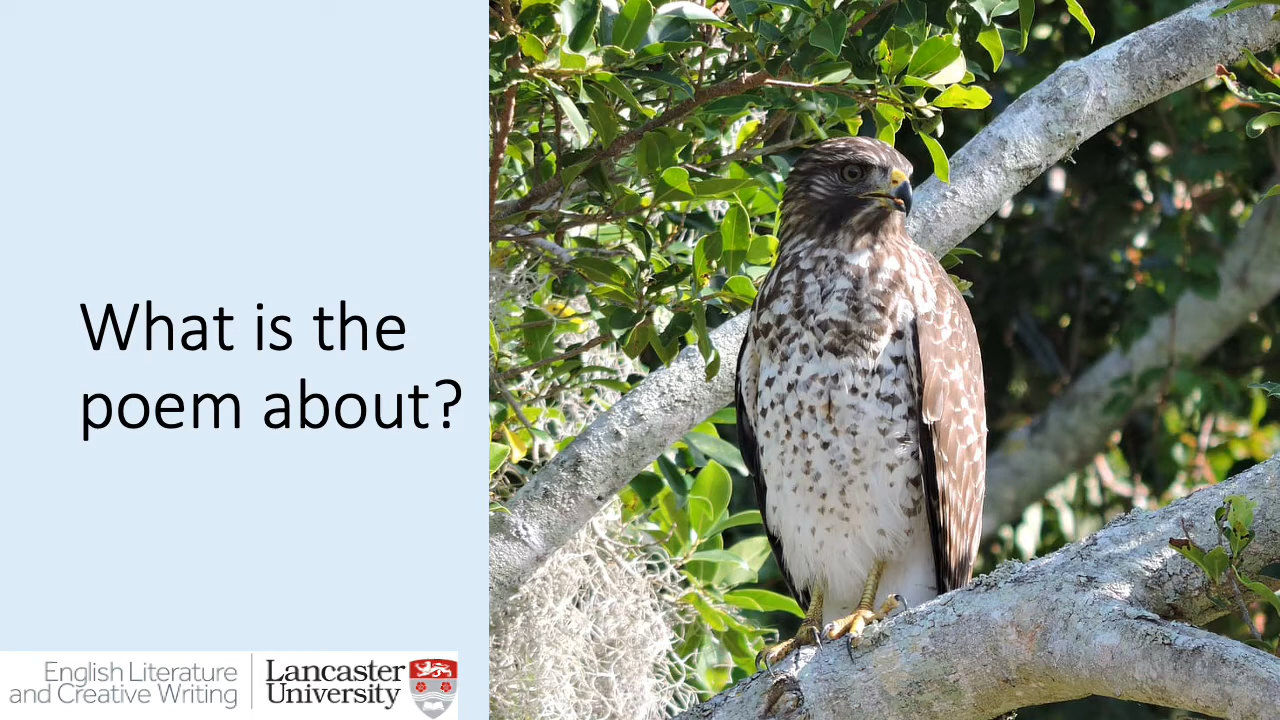 What is the
poem about?
English Literature
and Creative Writing
Lancaster
University